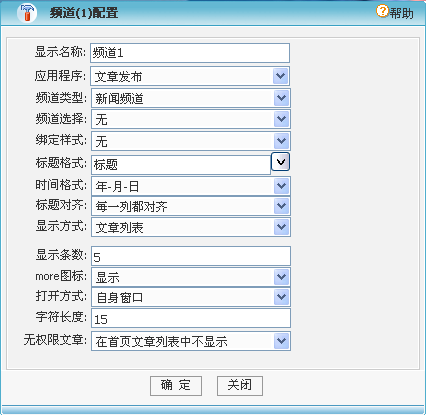 频道(1)配置 帮助
显示名称: 频道1
应用程序: 文章发布
频道类型: 新闻频道
频道选择: 无
绑定样式: 无
标题格式: 标题
时间格式: 年-月-日
标题对齐: 每一列都对齐
显示方式: 文章列表
显示条数: 5
more图标: 显示
打开方式: 自身窗口
字符长度: 15
无权限文章: 在首页文章列表中不显示
确 定 关闭